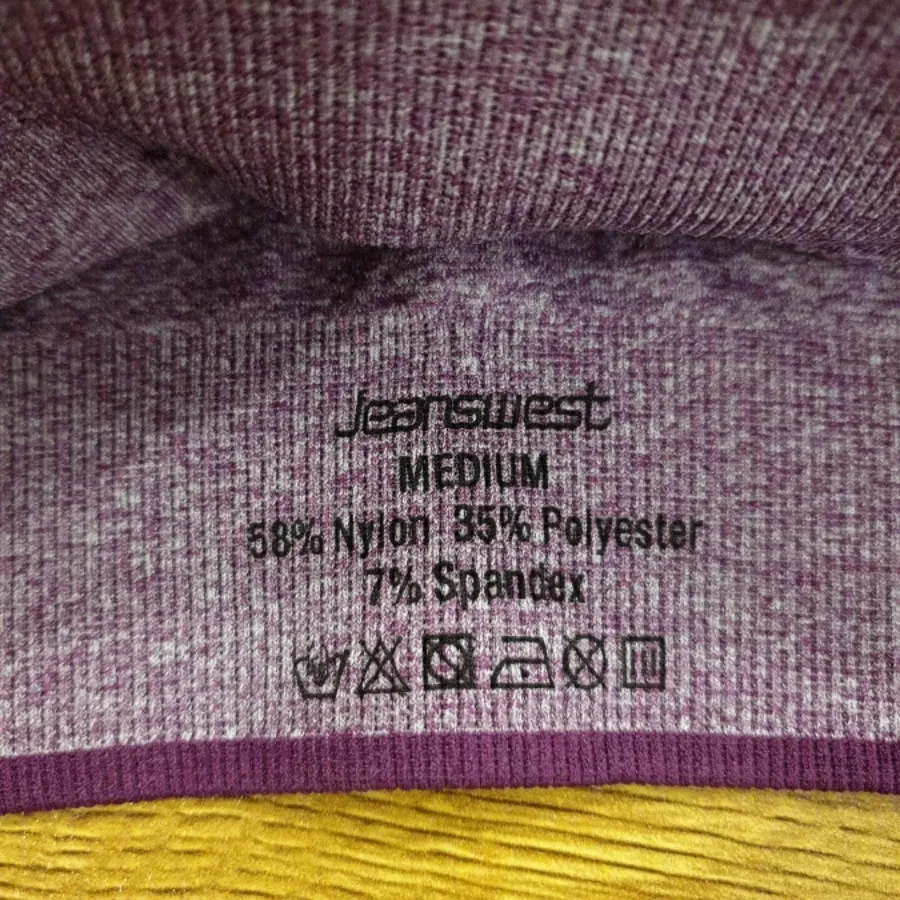 Jeanswest
MEDIUM
58% Nylon 35% Polyester
7% Spandex